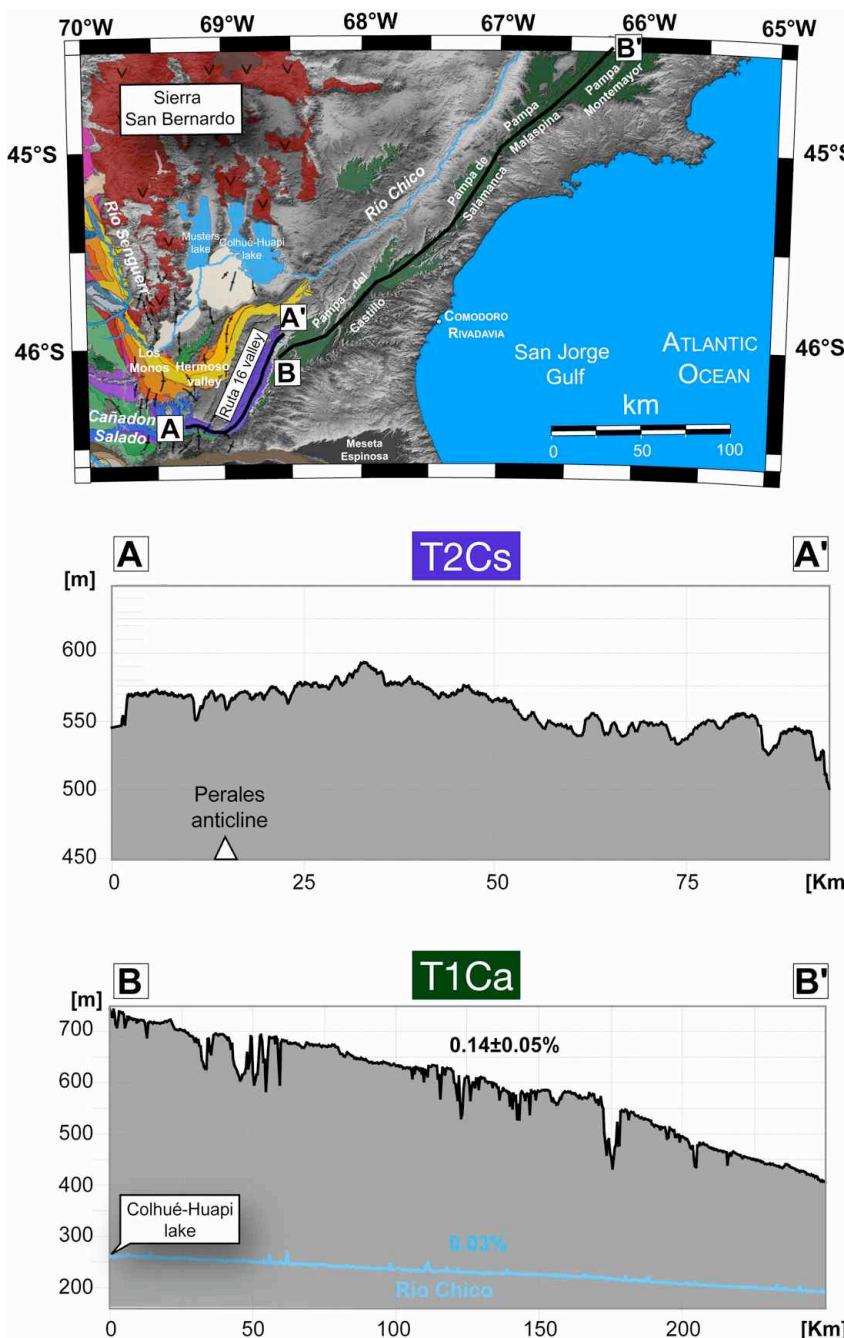 70°W 69°W 68°W 67°W 66°W 65°W
B'
Sierra
San Bernardo
Pampa
Montemayor
Pampa
Malaspina
45°S
45°S
Pampa de
Salamanca
Río Chico
Río Senguerr
Musters
lake
Colhué-Huapi
lake
Pampa del
Castillo
A'
COMODORO
RIVADAVIA
46°S
46°S
Ruta 16 valley
B
Los
Monos
Hermoso
valley
San Jorge
Gulf
ATLANTIC
OCEAN
Cañadon
Salado
A
km
0 50 100
Meseta
Espinosa
A T2Cs A'
[m]
600
550
500
450
Perales
anticline
0 25 50 75 [Km
B T1Ca B'
[m]
700
600
500
400
300
200
0.14±0.05%
Colhué-Huapi
lake
0.03%
Río Chico
0 50 100 150 200 [Km]